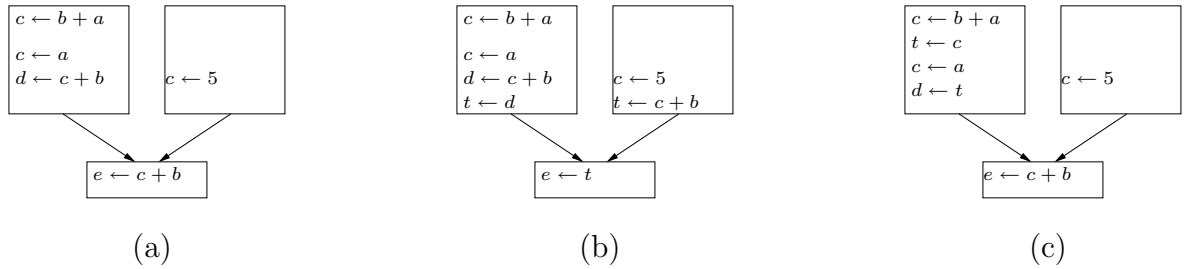 c ← b + a
c ← a
d ← c + b
c ← 5
e ← c + b
(a)
c ← b + a
c ← a
d ← c + b
t ← d
c ← 5
t ← c + b
e ← t
(b)
c ← b + a
t ← c
c ← a
d ← t
c ← 5
e ← c + b
(c)